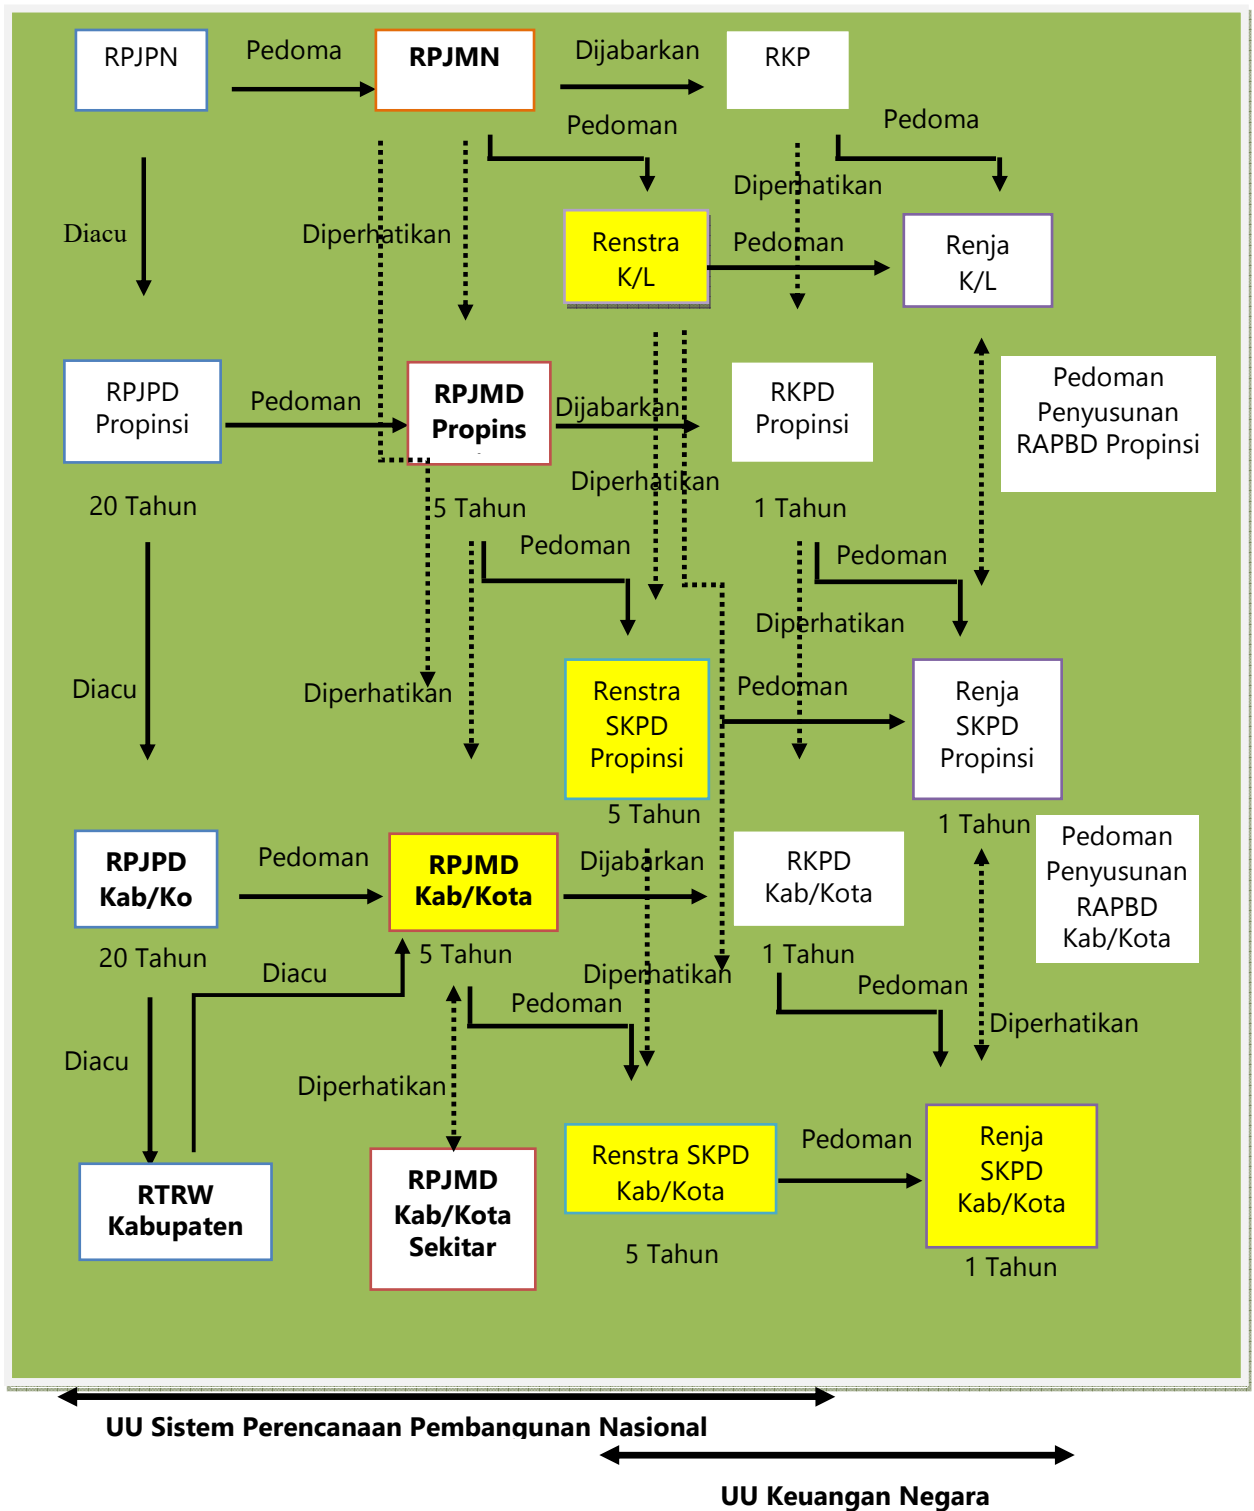 RPJPN
Pedoma
RPJMN
Dijabarkan
RKP
Pedoman
Pedoma
Diperhatikan
Diacu
Diperhatikan
Renstra
K/L
Pedoman
Renja
K/L
RPJPD
Propinsi
Pedoman
RPJMD
Propins
Dijabarkan
RKPD
Propinsi
Pedoman
Penyusunan
RAPBD Propinsi
Diperhatikan
20 Tahun
5 Tahun
1 Tahun
Pedoman
Pedoman
Diperhatikan
Diacu
Diperhatikan
Renstra
SKPD
Propinsi
Pedoman
Renja
SKPD
Propinsi
5 Tahun
1 Tahun
RPJPD
Kab/Ko
Pedoman
RPJMD
Kab/Kota
Dijabarkan
RKPD
Kab/Kota
Pedoman
Penyusunan
RAPBD
Kab/Kota
20 Tahun
Diacu
5 Tahun
Diperhatikan
1 Tahun
Pedoman
Pedoman
Diperhatikan
Diacu
Diperhatikan
RTRW
Kabupaten
RPJMD
Kab/Kota
Sekitar
Renstra SKPD
Kab/Kota
Pedoman
Renja
SKPD
Kab/Kota
5 Tahun
1 Tahun
UU Sistem Perencanaan Pembangunan Nasional
UU Keuangan Negara